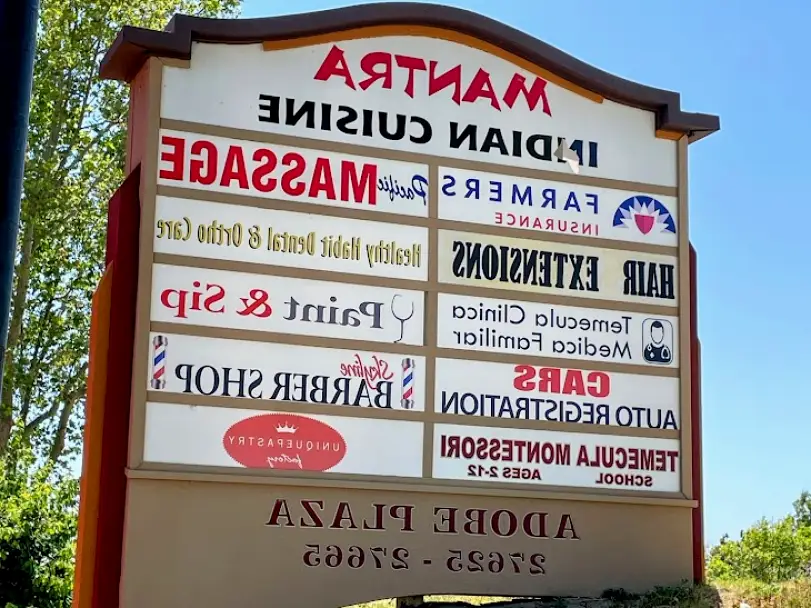 MANTRA
INDIAN CUISINE
FARMERS
INSURANCE
Pacific MASSAGE
HAIR EXTENSIONS
Healthy Habit Dental & Ortho Care
Temecula Clinica
Medica Familiar
Paint & Sip
CARS
AUTO REGISTRATION
Skyline
BARBER SHOP
TEMECULA MONTESSORI
SCHOOL AGES 2-12
UNIQUEPASTRY
factory
ADOBE PLAZA
27625 - 27665